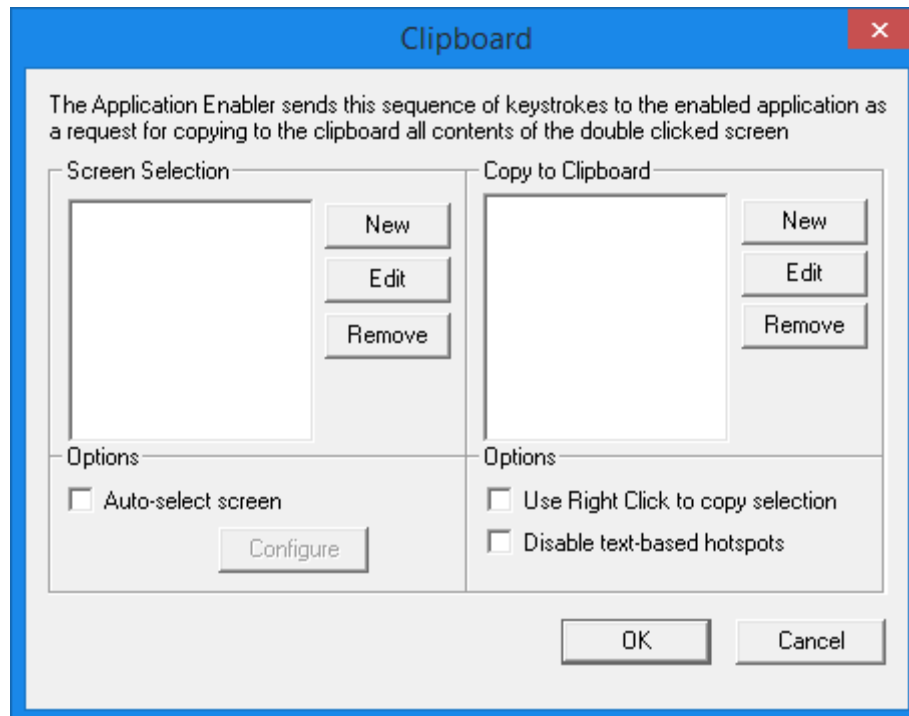 Clipboard
The Application Enabler sends this sequence of keystrokes to the enabled application as
a request for copying to the clipboard all contents of the double clicked screen
Screen Selection
New
Edit
Remove
Options
Auto-select screen
Configure
Copy to Clipboard
New
Edit
Remove
Options
Use Right Click to copy selection
Disable text-based hotspots
OK
Cancel